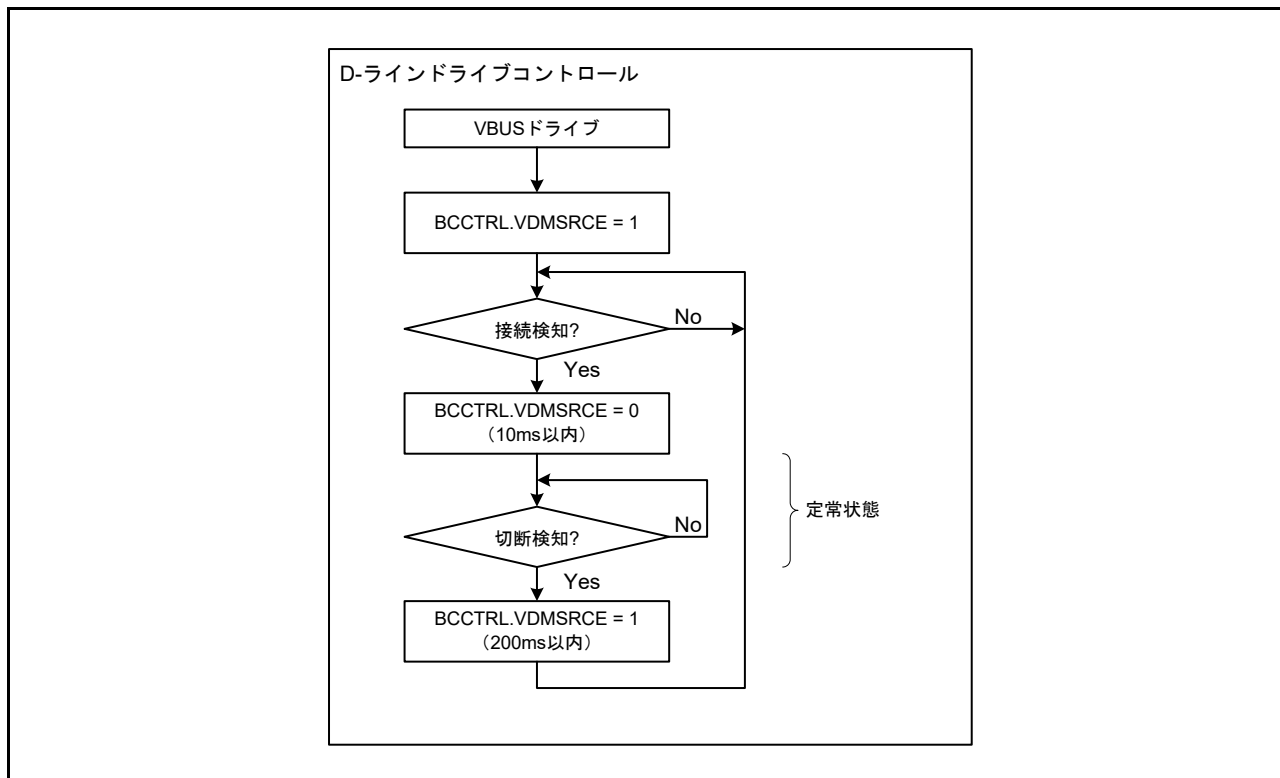 D-ラインドライブコントロール
VBUSドライブ
BCCTRL.VDMSRCE = 1
接続検知?
No
Yes
BCCTRL.VDMSRCE = 0
（10ms以内）
定常状態
切断検知?
No
Yes
BCCTRL.VDMSRCE = 1
（200ms以内）